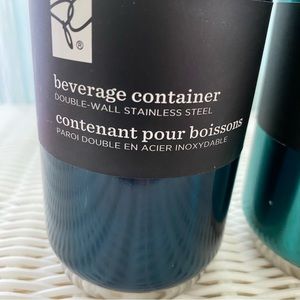 ®
beverage container
DOUBLE-WALL STAINLESS STEEL
contenant pour boissons
PAROI DOUBLE EN ACIER INOXYDABLE